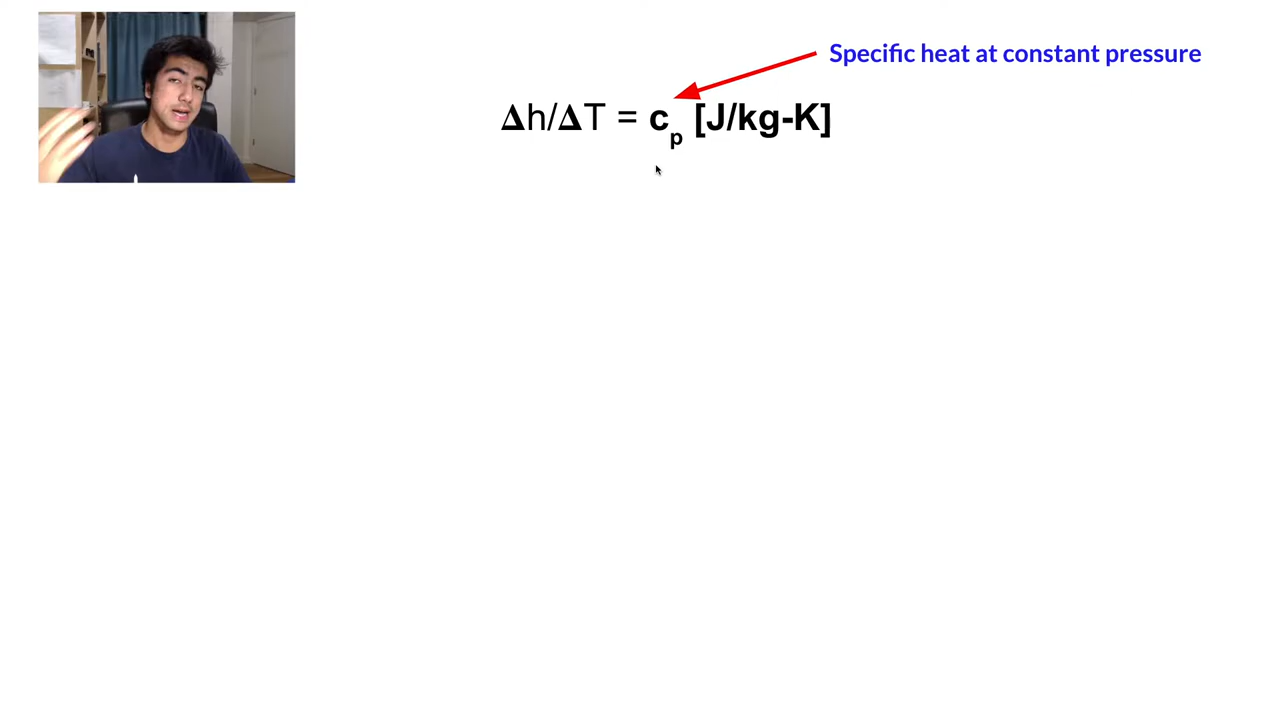 Specific heat at constant pressure
Δh/ΔT = cₚ [J/kg-K]